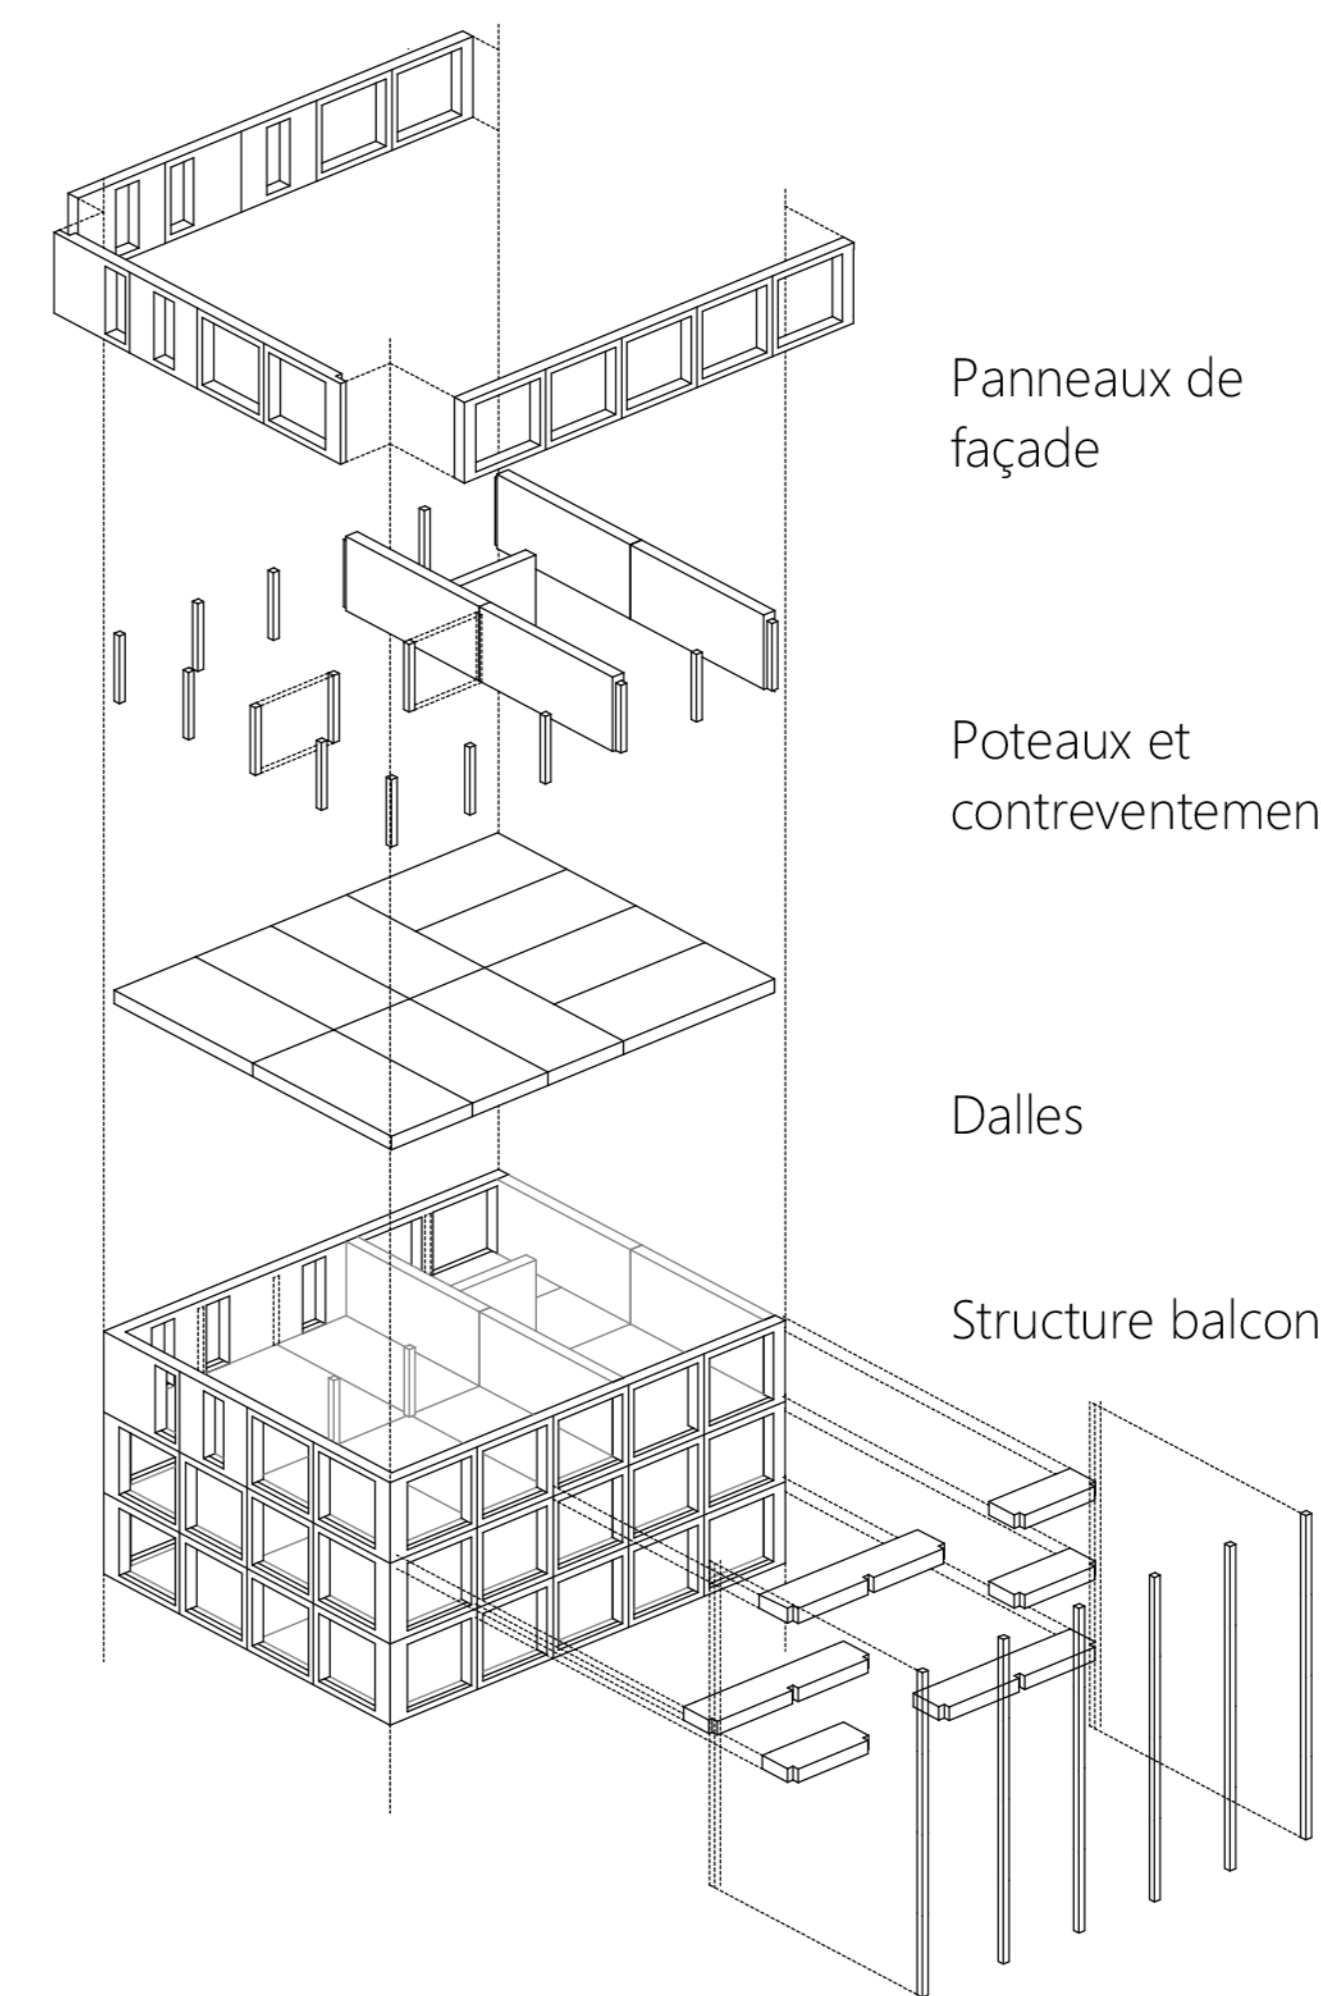 Panneaux de
façade
Poteaux et
contreventemen
Dalles
Structure balcon